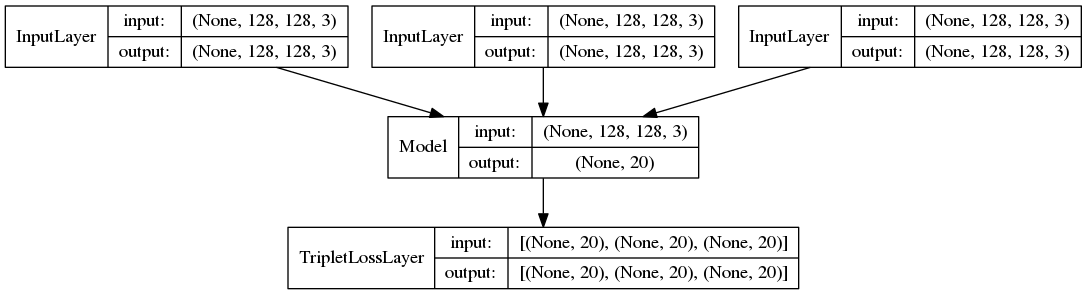 InputLayer input: (None, 128, 128, 3) InputLayer input: (None, 128, 128, 3) InputLayer input: (None, 128, 128, 3)
output: (None, 128, 128, 3) output: (None, 128, 128, 3) output: (None, 128, 128, 3)
Model input: (None, 128, 128, 3)
output: (None, 20)
TripletLossLayer input: [(None, 20), (None, 20), (None, 20)]
output: [(None, 20), (None, 20), (None, 20)]